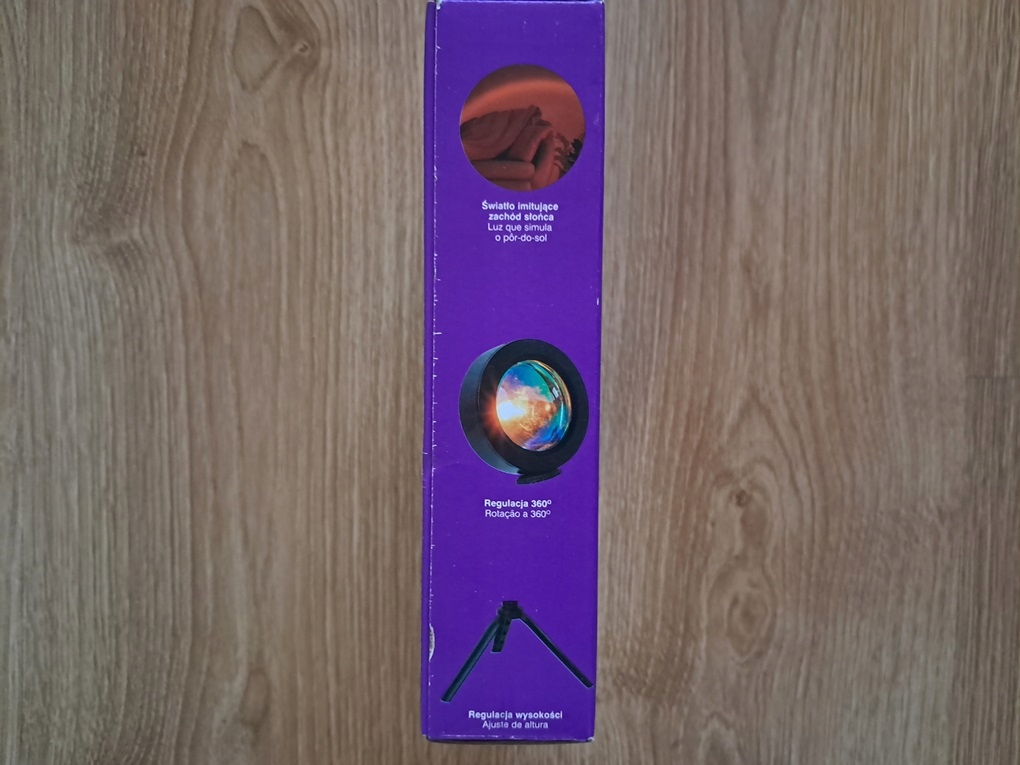 Światło imitujące
zachód słońca
Luz que simula
o pôr-do-sol
Regulacja 360º
Rotação a 360º
Regulacja wysokości
Ajuste de altura